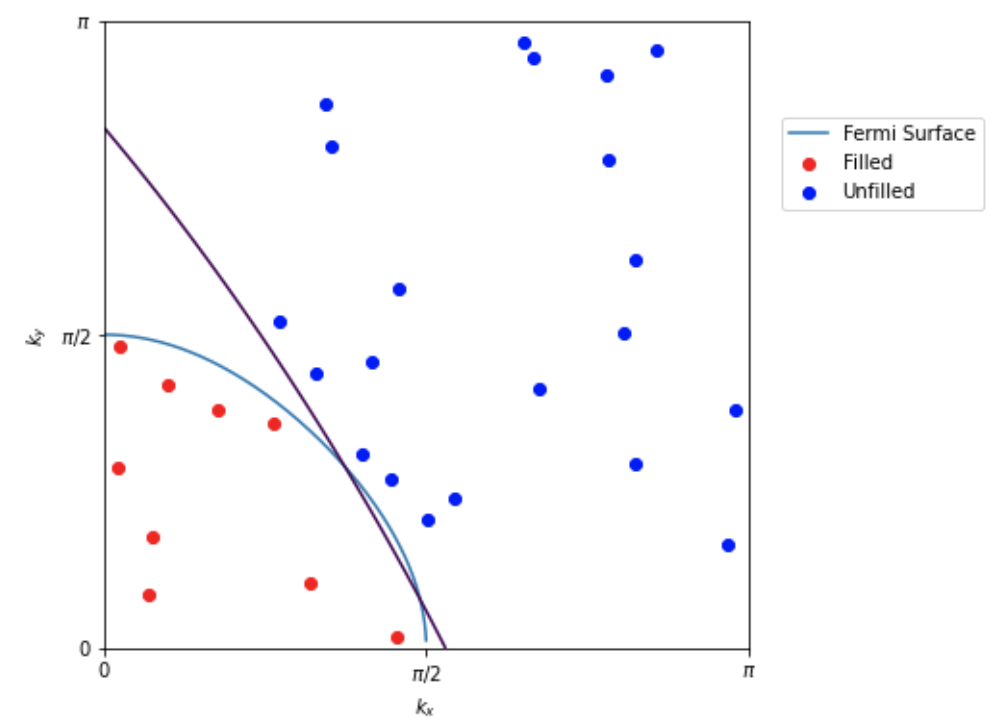 π
k_y
π/2
0
0
π/2
π
k_x
Fermi Surface
Filled
Unfilled